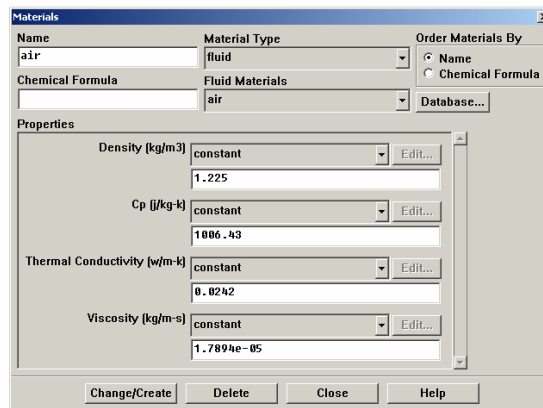 Materials
Name
Material Type
Order Materials By
air
fluid
Name
Chemical Formula
Chemical Formula
Fluid Materials
air
Database...
Properties
Density (kg/m3)
constant
Edit...
1.225
Cp (j/kg-k)
constant
Edit...
1006.43
Thermal Conductivity (w/m-k)
constant
Edit...
0.0242
Viscosity (kg/m-s)
constant
Edit...
1.7894e-05
Change/Create
Delete
Close
Help